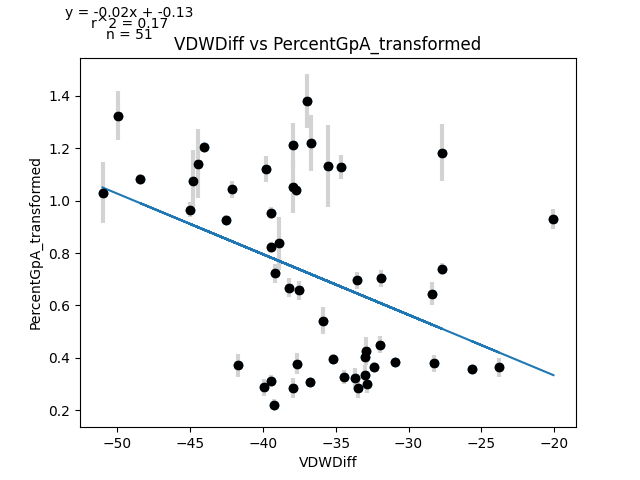 y = -0.02x + -0.13
r^2 = 0.17
n = 51
VDWDiff vs PercentGpA_transformed
PercentGpA_transformed
1.4
1.2
1.0
0.8
0.6
0.4
0.2
−50 −45 −40 −35 −30 −25 −20
VDWDiff